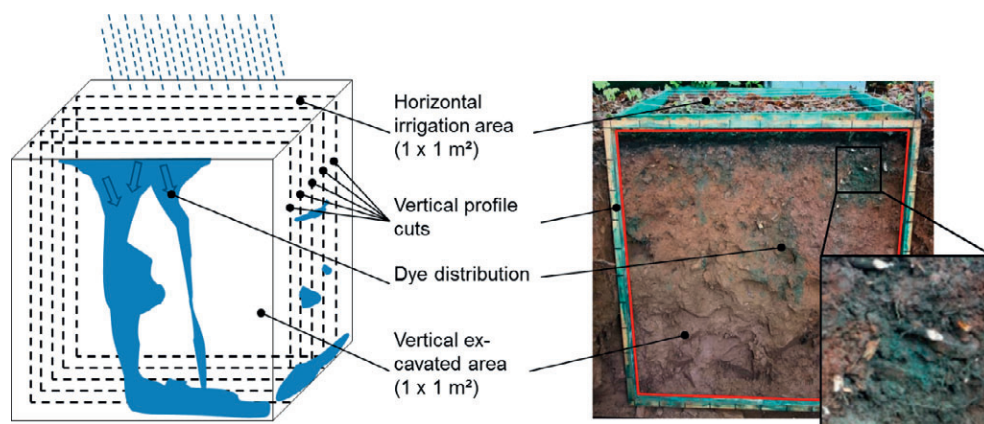 Horizontal
irrigation area
(1 x 1 m²)
Vertical profile
cuts
Dye distribution
Vertical ex-
cavated area
(1 x 1 m²)